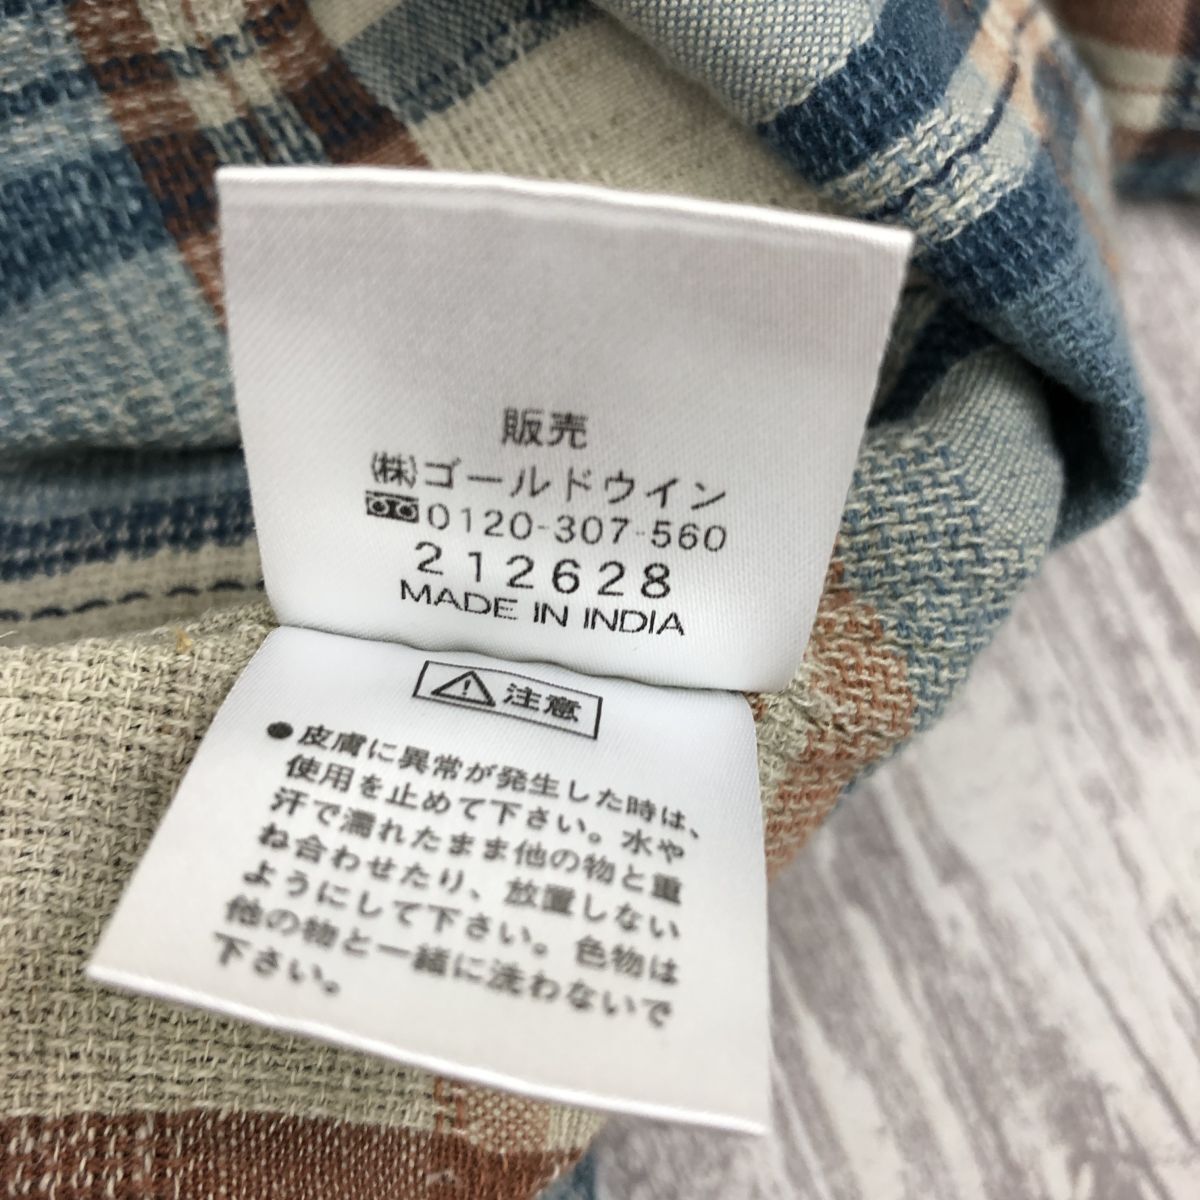 販売
㈱ゴールドウイン
0120-307-560
212628
MADE IN INDIA
注意
●皮膚に異常が発生した時は、
使用を止めて下さい。水や
汗で濡れたまま他の物と重
ね合わせたり、放置しない
ようにして下さい。色物は
他の物と一緒に洗わないで
下さい。